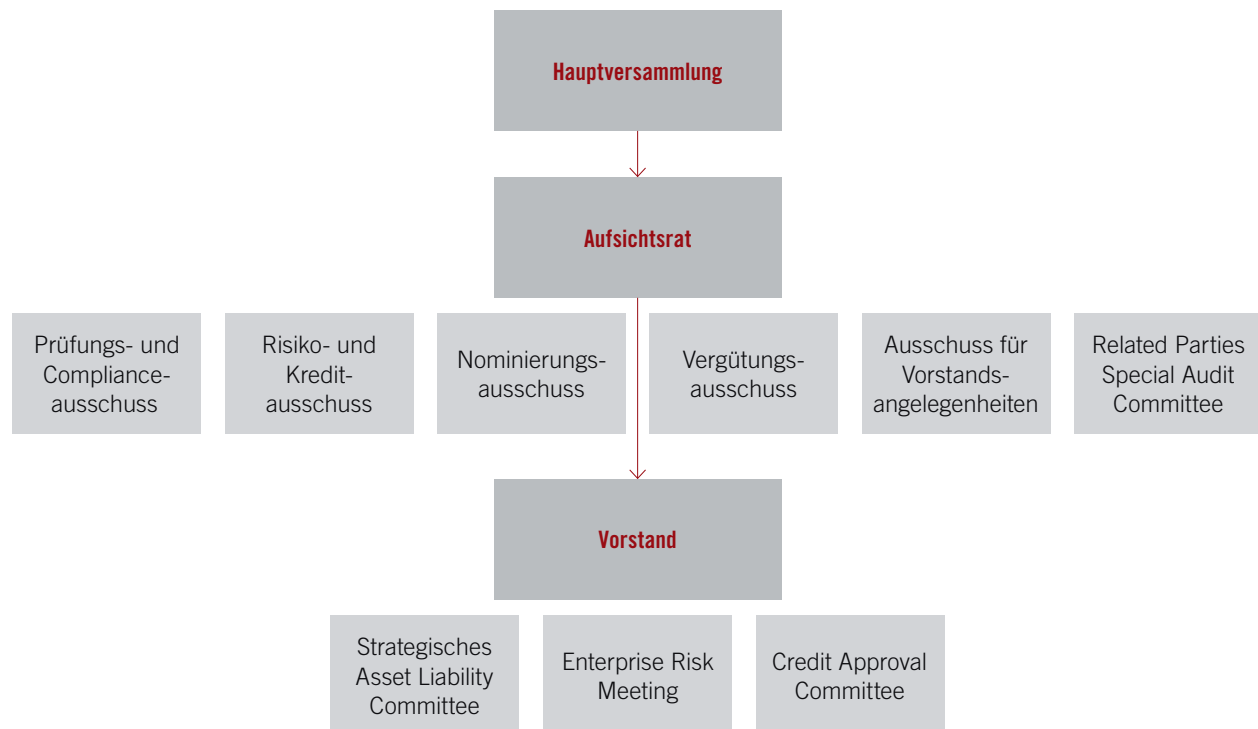 Hauptversammlung
Aufsichtsrat
Prüfungs- und
Compliance-
ausschuss
Risiko- und
Kredit-
ausschuss
Nominierungs-
ausschuss
Vergütungs-
ausschuss
Ausschuss für
Vorstands-
angelegenheiten
Related Parties
Special Audit
Committee
Vorstand
Strategisches
Asset Liability
Committee
Enterprise Risk
Meeting
Credit Approval
Committee